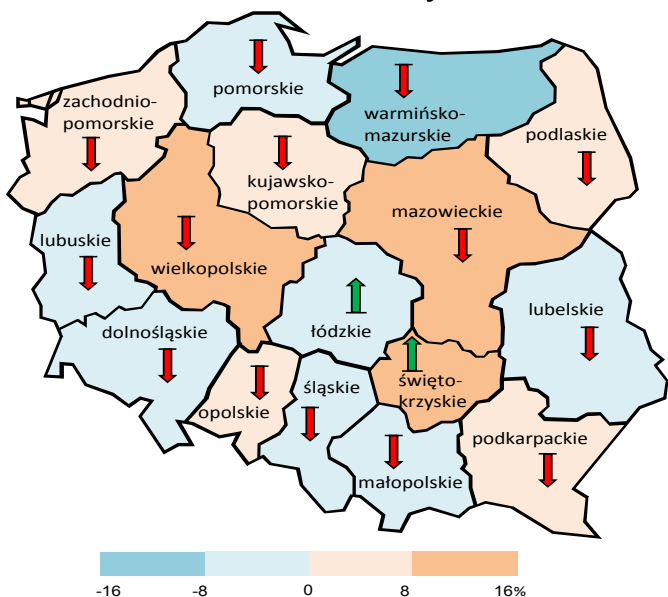 pomorskie
zachodnio-
pomorskie
warmińsko-
mazurskie
podlaskie
kujawsko-
pomorskie
mazowieckie
lubuskie
wielkopolskie
lubelskie
dolnośląskie
łódzkie
śląskie
święto-
krzyskie
opolskie
podkarpackie
małopolskie
-16 -8 0 8 16%